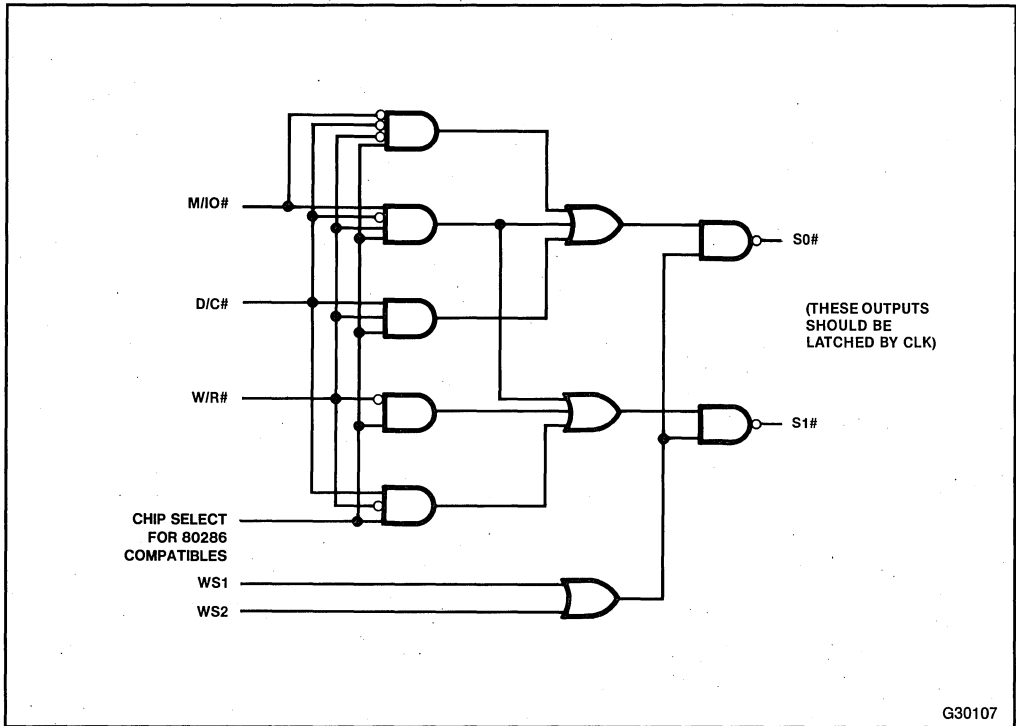 M/IO#
D/C#
W/R#
CHIP SELECT
FOR 80286
COMPATIBLES
WS1
WS2
S0#
(THESE OUTPUTS
SHOULD BE
LATCHED BY CLK)
S1#
G30107